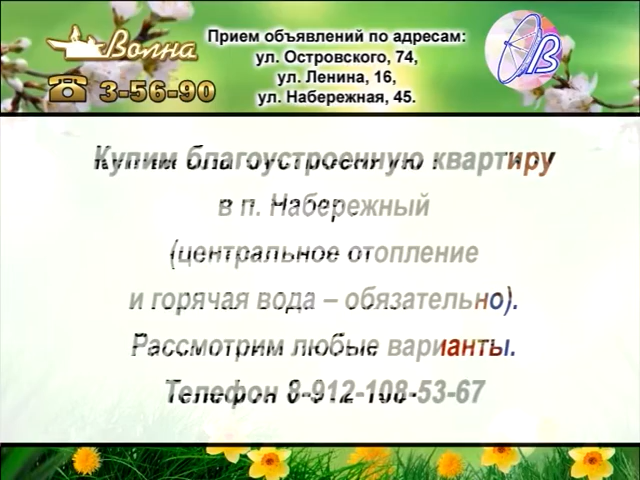 Волна
3-56-90
Прием объявлений по адресам:
ул. Островского, 74,
ул. Ленина, 16,
ул. Набережная, 45.
В
Купим благоустроенную квартиру
в п. Набережный
(центральное отопление
и горячая вода – обязательно).
Рассмотрим любые варианты.
Телефон 8-912-108-53-67